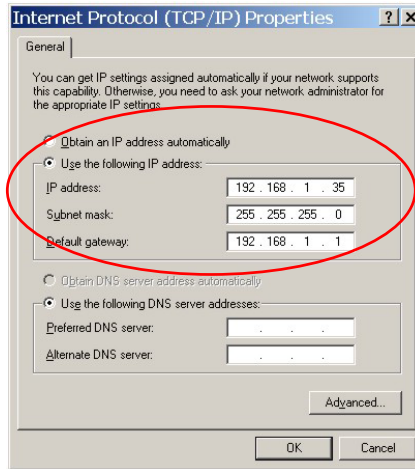 Internet Protocol (TCP/IP) Properties
General
You can get IP settings assigned automatically if your network supports
this capability. Otherwise, you need to ask your network administrator for
the appropriate IP settings.
Obtain an IP address automatically
Use the following IP address:
IP address: 192 . 168 . 1 . 35
Subnet mask: 255 . 255 . 255 . 0
Default gateway: 192 . 168 . 1 . 1
Obtain DNS server address automatically
Use the following DNS server addresses:
Preferred DNS server: . . .
Alternate DNS server: . . .
Advanced...
OK Cancel